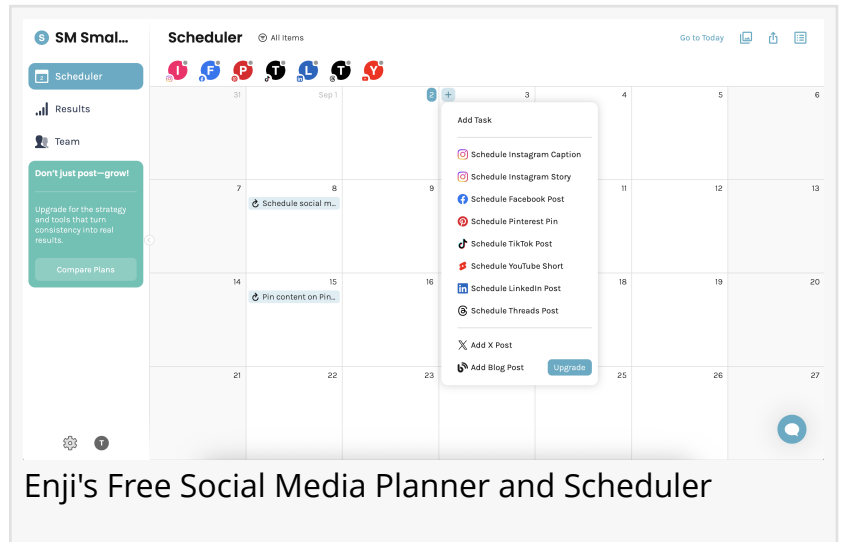 S SM Smal...
Scheduler
All Items
Go to Today
Scheduler
Results
Team
Don't just post—grow!
Upgrade for the strategy
and tools that turn
consistency into real
results.
Compare Plans
T
I F P T L T Y
31 Sep 1 2 + 3 4 5 6
7 8 9 11 12 13
Schedule social m...
14 15 16 18 19 20
Pin content on Pin...
21 22 23 25 26 27
Add Task
Schedule Instagram Caption
Schedule Instagram Story
Schedule Facebook Post
Schedule Pinterest Pin
Schedule TikTok Post
Schedule YouTube Short
Schedule LinkedIn Post
Schedule Threads Post
Add X Post
Add Blog Post Upgrade
Enji's Free Social Media Planner and Scheduler